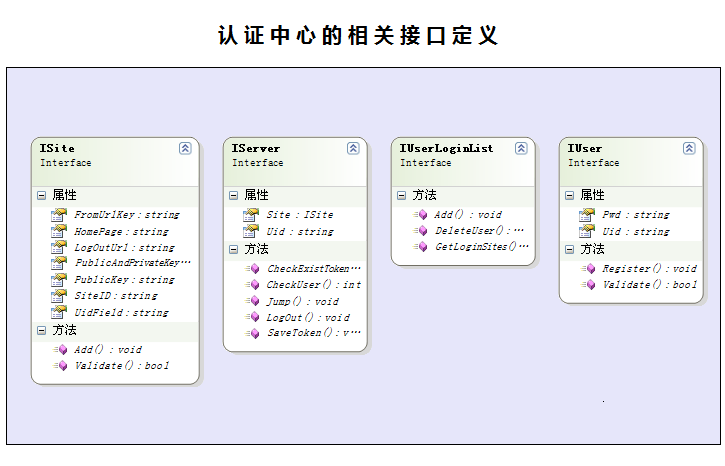 认证中心的相关接口定义
ISite
Interface
属性
FromUrlKey : string
HomePage : string
LogOutUrl : string
PublicAndPrivateKey...
PublicKey : string
SiteID : string
UidField : string
方法
Add() : void
Validate() : bool
IServer
Interface
属性
Site : ISite
Uid : string
方法
CheckExistToken...
CheckUser() : int
Jump() : void
LogOut() : void
SaveToken() : v...
IUserLoginList
Interface
方法
Add() : void
DeleteUser() : ...
GetLoginSites()...
IUser
Interface
属性
Pwd : string
Uid : string
方法
Register() : void
Validate() : bool